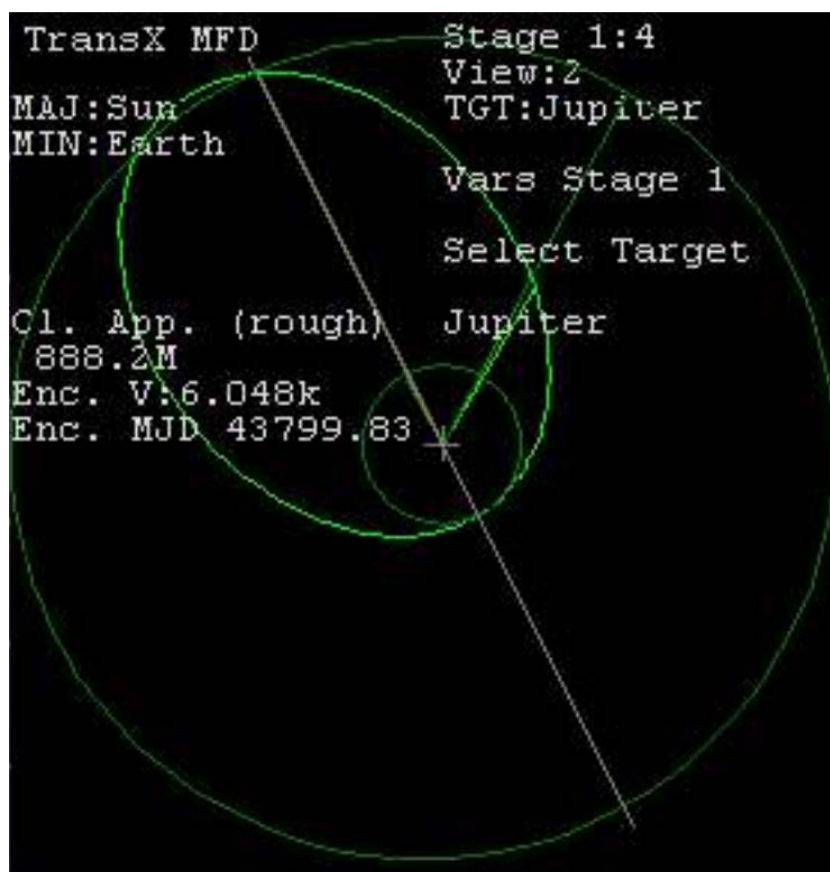 TransX MFD
MAJ:Sun
MIN:Earth
Cl. App. (rough)
888.2M
Enc. V:6.048k
Enc. MJD 43799.83
Stage 1:4
View:2
TGT:Jupiter
Vars Stage 1
Select Target
Jupiter